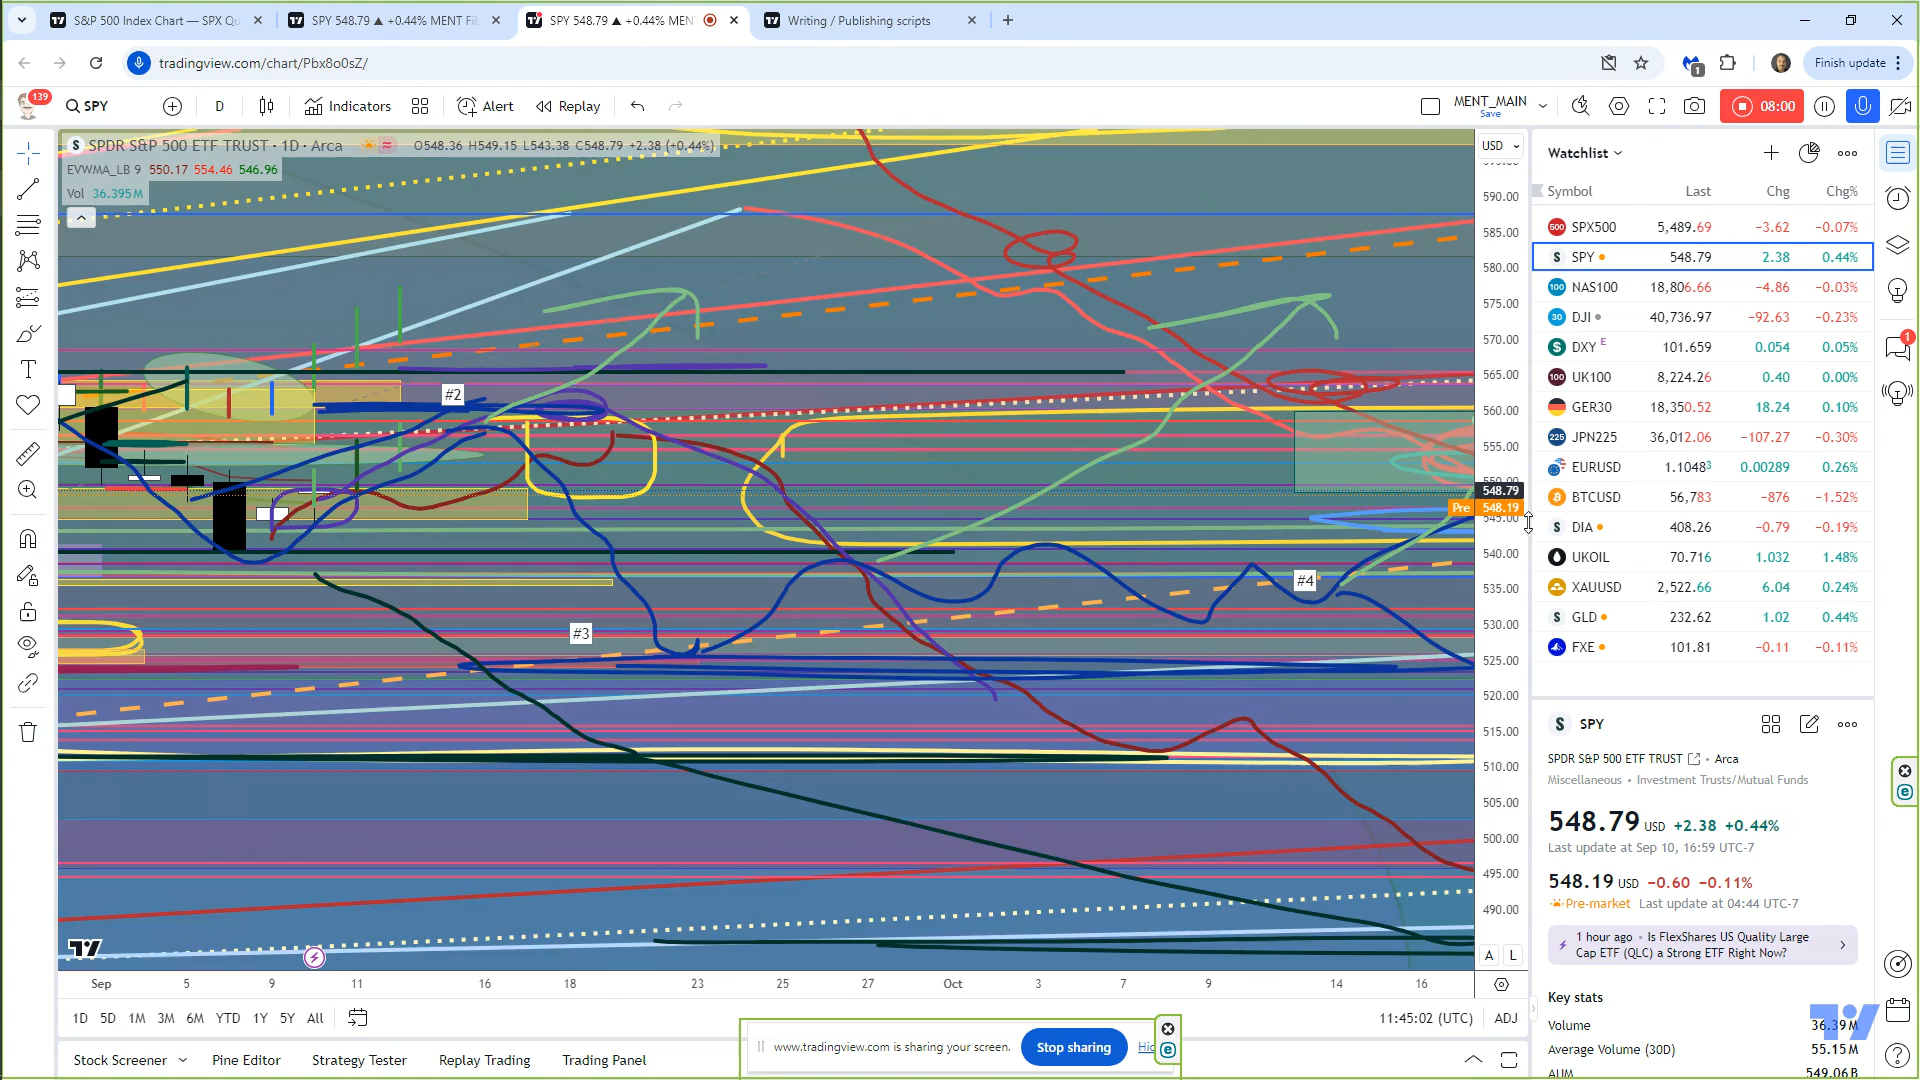 S&P 500 Index Chart — SPX Qu
SPY 548.79 ▲ +0.44% MENT Fi
SPY 548.79 ▲ +0.44% MEN
Writing / Publishing scripts
tradingview.com/chart/Pbx8o0sZ/
1
Finish update
139
SPY
D
Indicators
Alert
Replay
MENT_MAIN
Save
08:00
S SPDR S&P 500 ETF TRUST · 1D · Arca
O548.36 H549.15 L543.38 C548.79 +2.38 (+0.44%)
EVWMA_LB 9 550.17 554.46 546.96
Vol 36.395M
USD
590.00
585.00
580.00
575.00
570.00
565.00
560.00
555.00
548.79
Pre 548.19
545.00
540.00
535.00
530.00
525.00
520.00
515.00
510.00
505.00
500.00
495.00
490.00
A L
#2
#3
#4
Sep 5 9 11 16 18 23 25 27 Oct 3 7 9 14 16
1D 5D 1M 3M 6M YTD 1Y 5Y All
11:45:02 (UTC) ADJ
Stock Screener
Pine Editor
Strategy Tester
Replay Trading
Trading Panel
www.tradingview.com is sharing your screen.
Stop sharing
Hid
Watchlist
Symbol Last Chg Chg%
500 SPX500 5,489.69 −3.62 −0.07%
S SPY 548.79 2.38 0.44%
100 NAS100 18,806.66 −4.86 −0.03%
30 DJI 40,736.97 −92.63 −0.23%
$ DXY E 101.659 0.054 0.05%
100 UK100 8,224.26 0.40 0.00%
GER30 18,350.52 18.24 0.10%
225 JPN225 36,012.06 −107.27 −0.30%
EURUSD 1.10483 0.00289 0.26%
BTCUSD 56,783 −876 −1.52%
S DIA 408.26 −0.79 −0.19%
UKOIL 70.716 1.032 1.48%
XAUUSD 2,522.66 6.04 0.24%
S GLD 232.62 1.02 0.44%
FXE 101.81 −0.11 −0.11%
1
S SPY
SPDR S&P 500 ETF TRUST · Arca
Miscellaneous · Investment Trusts/Mutual Funds
548.79 USD +2.38 +0.44%
Last update at Sep 10, 16:59 UTC-7
548.19 USD −0.60 −0.11%
Pre-market Last update at 04:44 UTC-7
1 hour ago · Is FlexShares US Quality Large
Cap ETF (QLC) a Strong ETF Right Now?
Key stats
Volume 36.39M
Average Volume (30D) 55.15M
AUM 549.06B